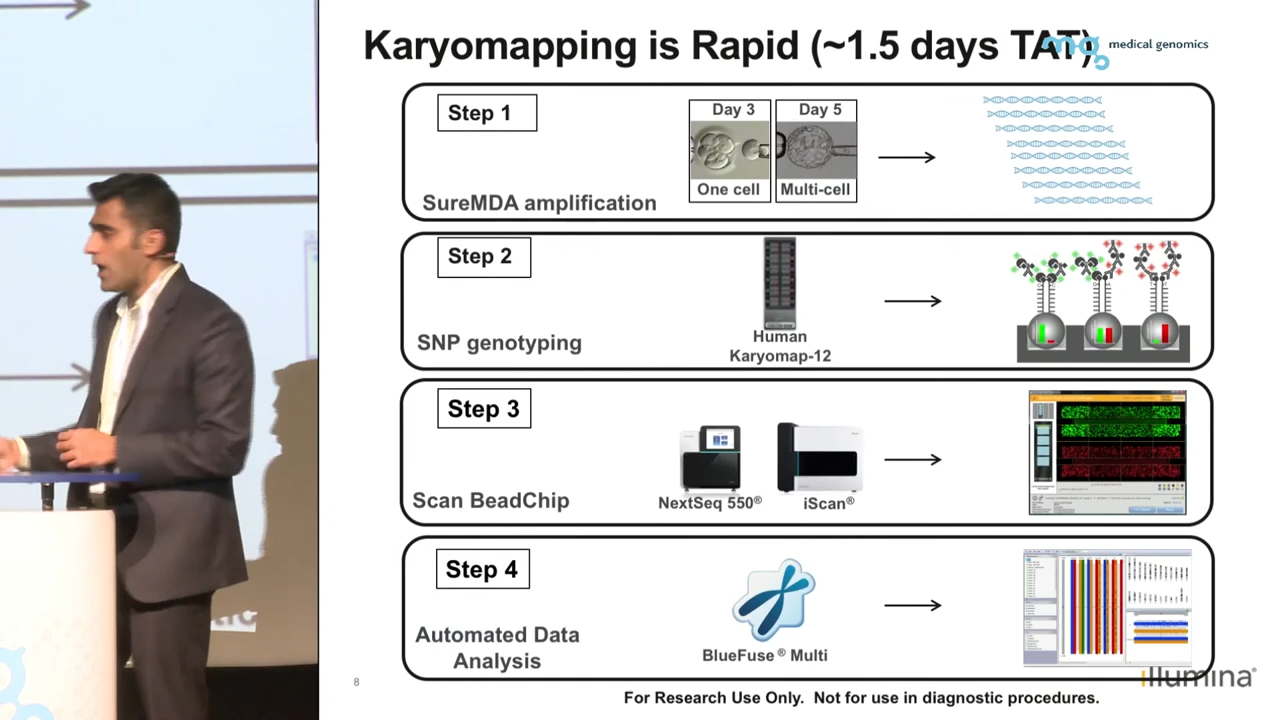 Karyomapping is Rapid (~1.5 days TAT)
mg medical genomics
Step 1
Day 3
Day 5
One cell
Multi-cell
SureMDA amplification
Step 2
SNP genotyping
Human
Karyomap-12
Step 3
Scan BeadChip
NextSeq 550®
iScan®
Step 4
Automated Data
Analysis
BlueFuse® Multi
illumina®
8
For Research Use Only. Not for use in diagnostic procedures.